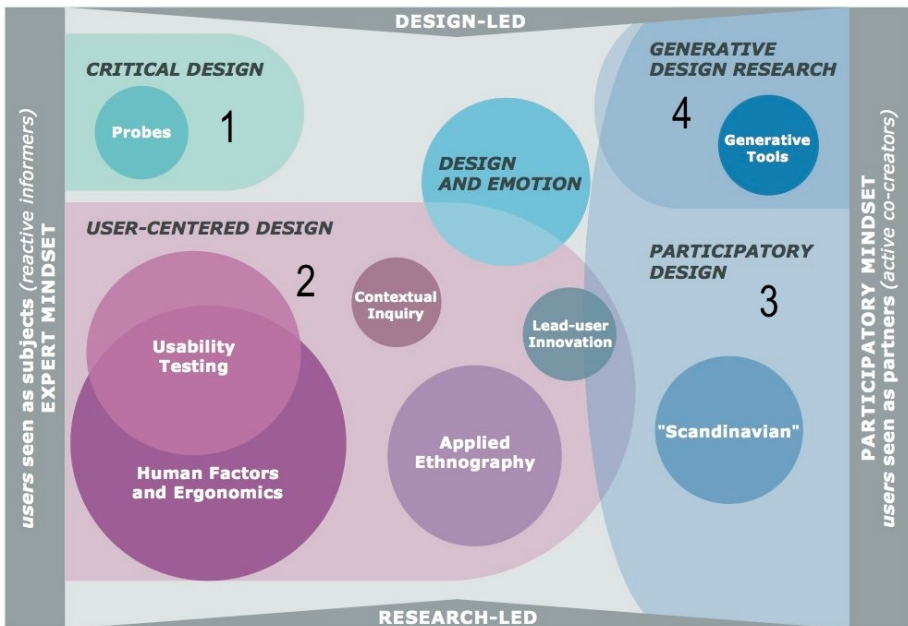 DESIGN-LED
users seen as subjects (reactive informers)
EXPERT MINDSET
CRITICAL DESIGN
Probes
1
GENERATIVE
DESIGN RESEARCH
4
Generative
Tools
DESIGN
AND EMOTION
USER-CENTERED DESIGN
2
Contextual
Inquiry
Usability
Testing
Lead-user
Innovation
PARTICIPATORY
DESIGN
3
Human Factors
and Ergonomics
Applied
Ethnography
"Scandinavian"
PARTICIPATORY MINDSET
users seen as partners (active co-creators)
RESEARCH-LED